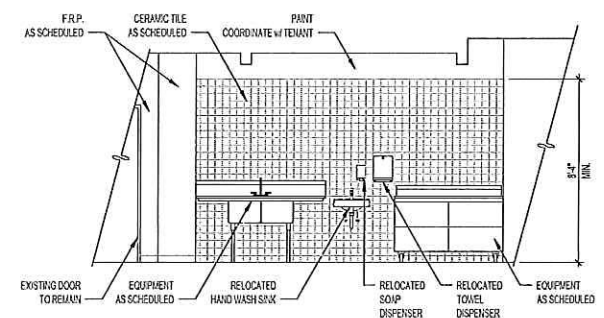 F.R.P.
AS SCHEDULED
CERAMIC TILE
AS SCHEDULED
PAINT
COORDINATE w/ TENANT
8'-4"
MIN.
EXISTING DOOR
TO REMAIN
EQUIPMENT
AS SCHEDULED
RELOCATED
HAND WASH SINK
RELOCATED
SOAP
DISPENSER
RELOCATED
TOWEL
DISPENSER
EQUIPMENT
AS SCHEDULED